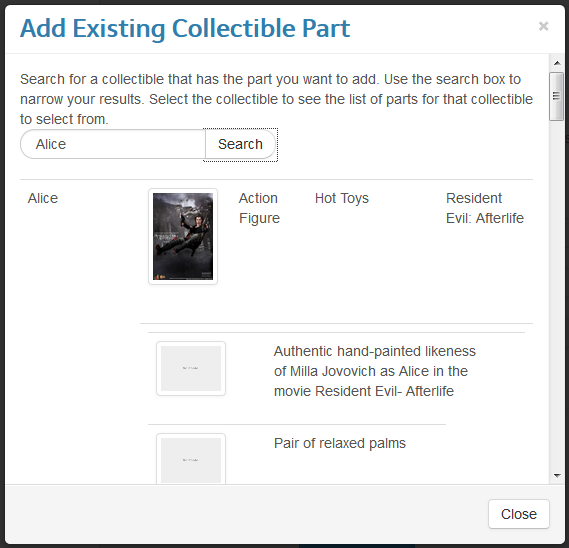 Add Existing Collectible Part
×
Search for a collectible that has the part you want to add. Use the search box to
narrow your results. Select the collectible to see the list of parts for that collectible
to select from.
Alice
Search
Alice
Action
Figure
Hot Toys
Resident
Evil: Afterlife
Authentic hand-painted likeness
of Milla Jovovich as Alice in the
movie Resident Evil- Afterlife
Pair of relaxed palms
Close